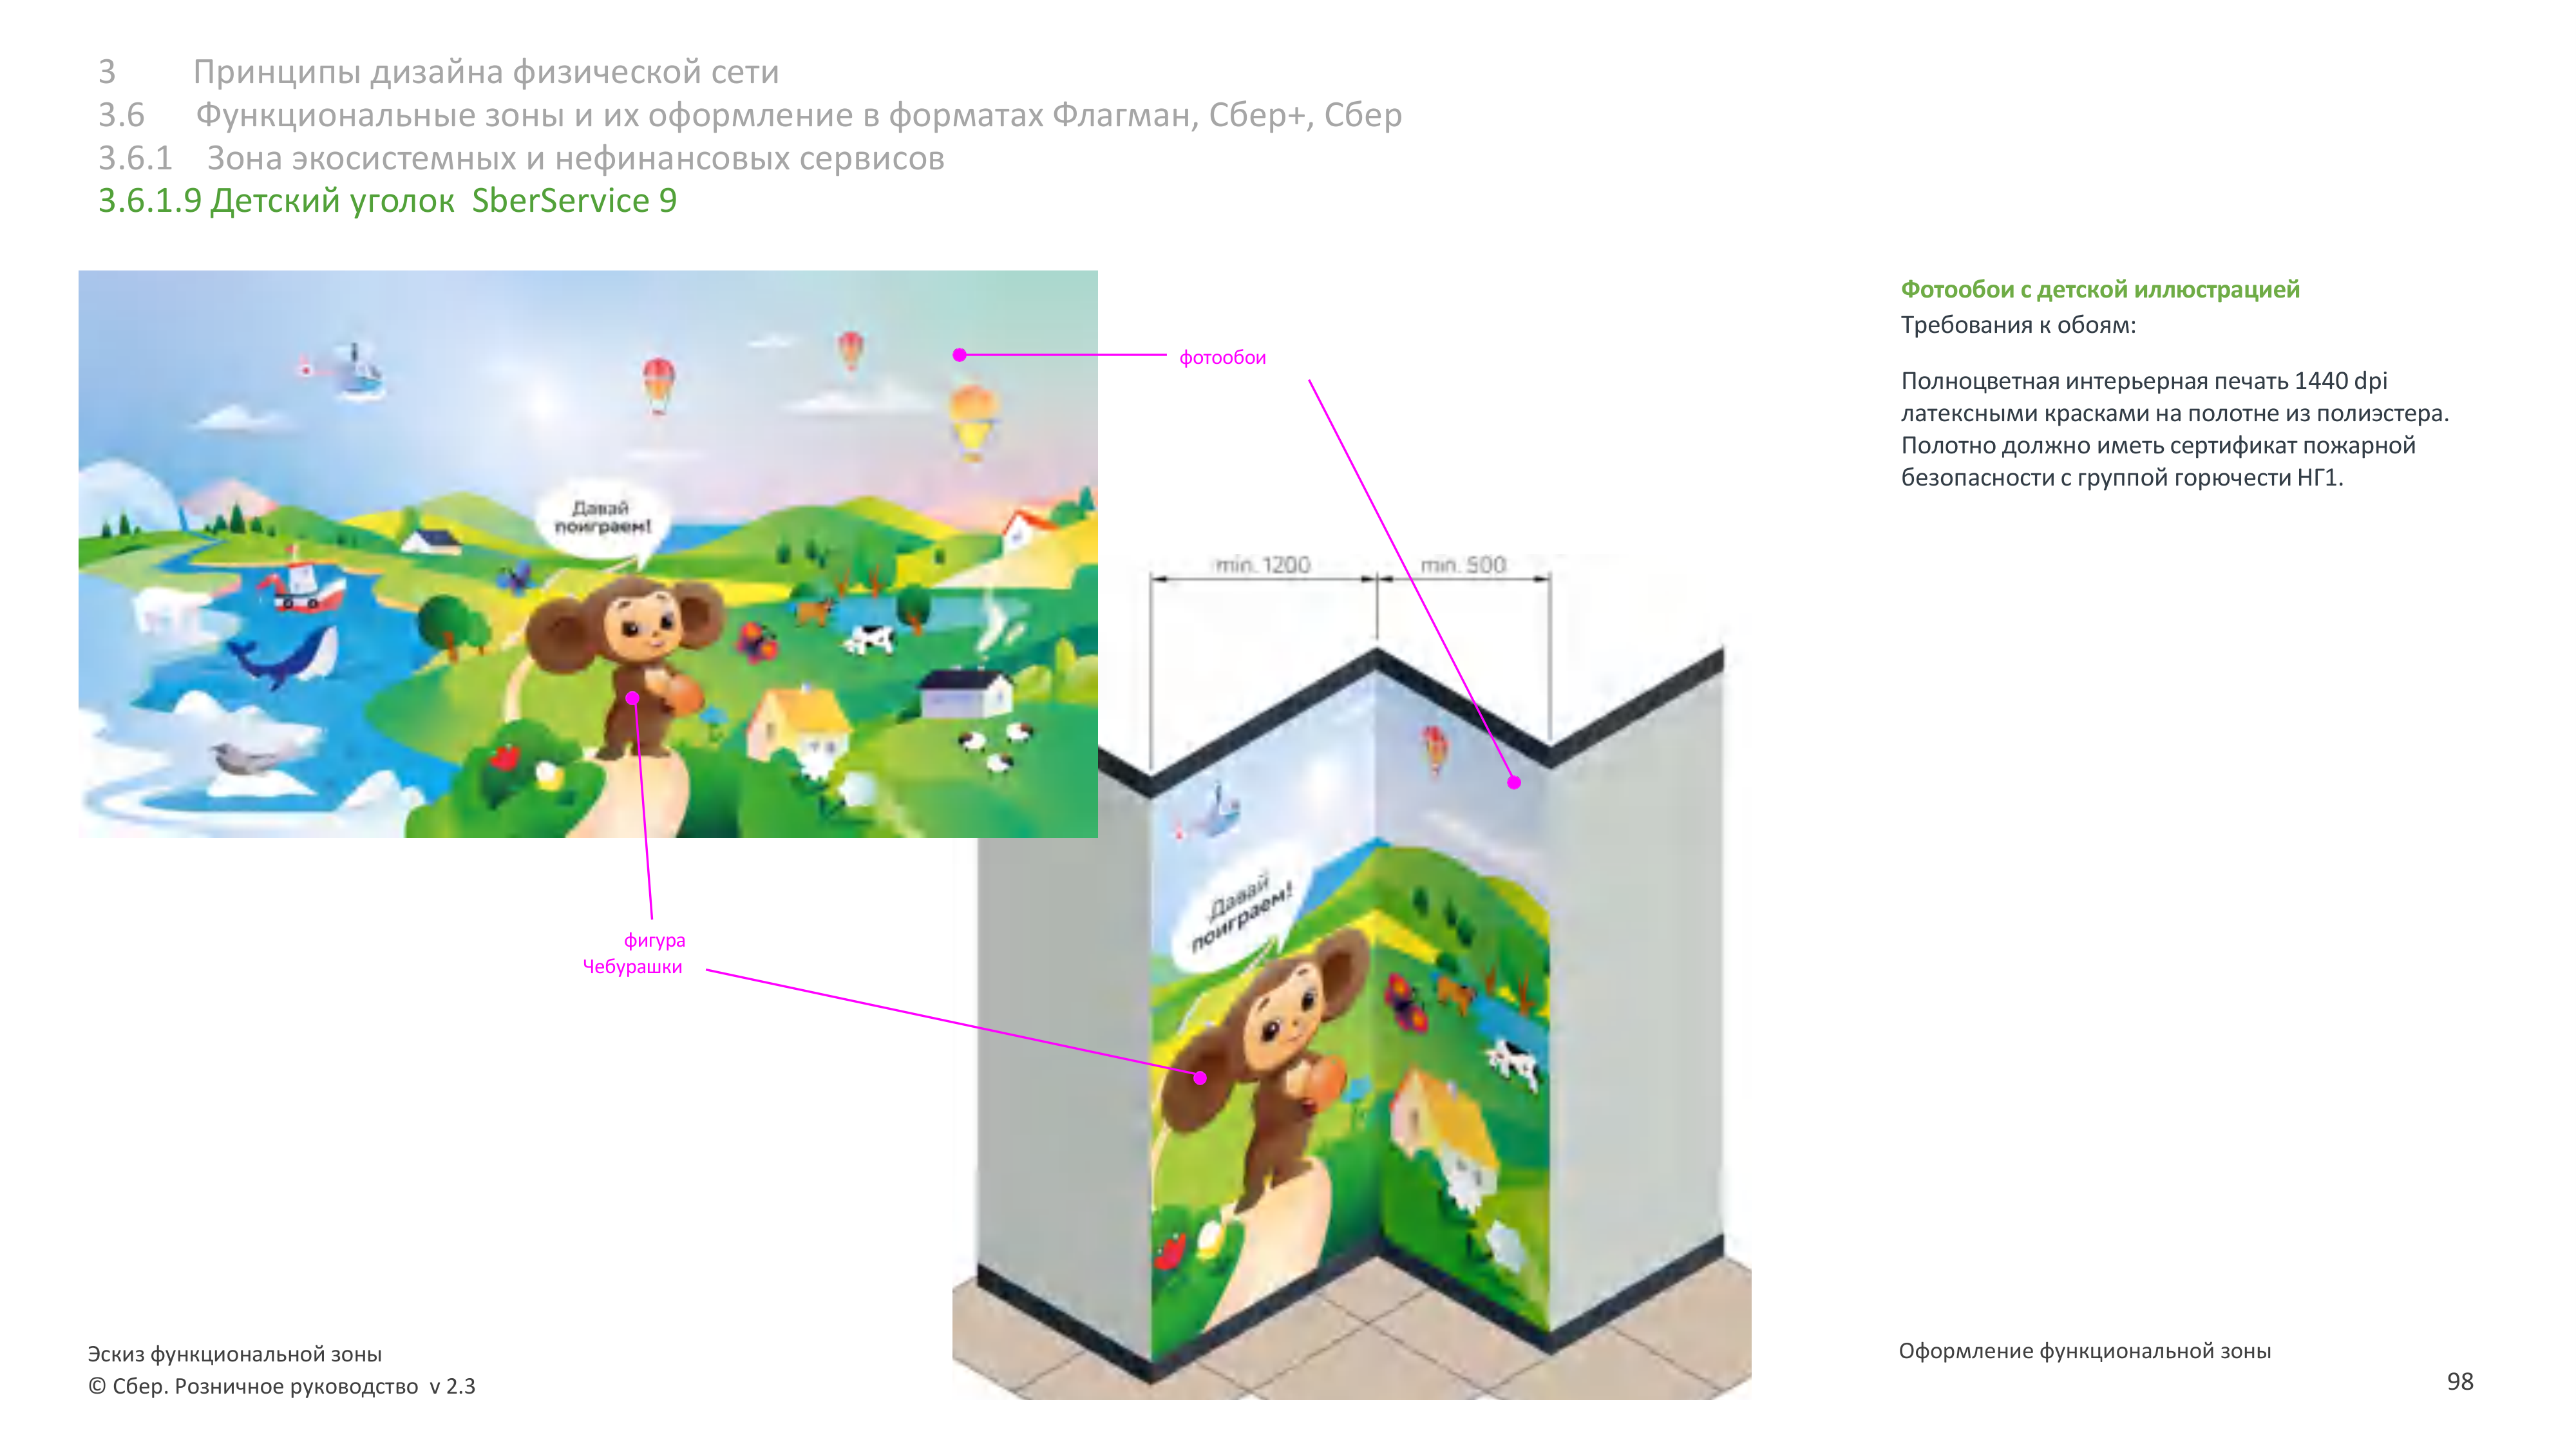 3 Принципы дизайна физической сети
3.6 Функциональные зоны и их оформление в форматах Флагман, Сбер+, Сбер
3.6.1 Зона экосистемных и нефинансовых сервисов
3.6.1.9 Детский уголок SberService 9
Давай
поиграем!
фотообои
min. 1200
min. 500
Давай
поиграем!
фигура
Чебурашки
Фотообои с детской иллюстрацией
Требования к обоям:
Полноцветная интерьерная печать 1440 dpi
латексными красками на полотне из полиэстера.
Полотно должно иметь сертификат пожарной
безопасности с группой горючести НГ1.
Эскиз функциональной зоны
© Сбер. Розничное руководство v 2.3
Оформление функциональной зоны
98